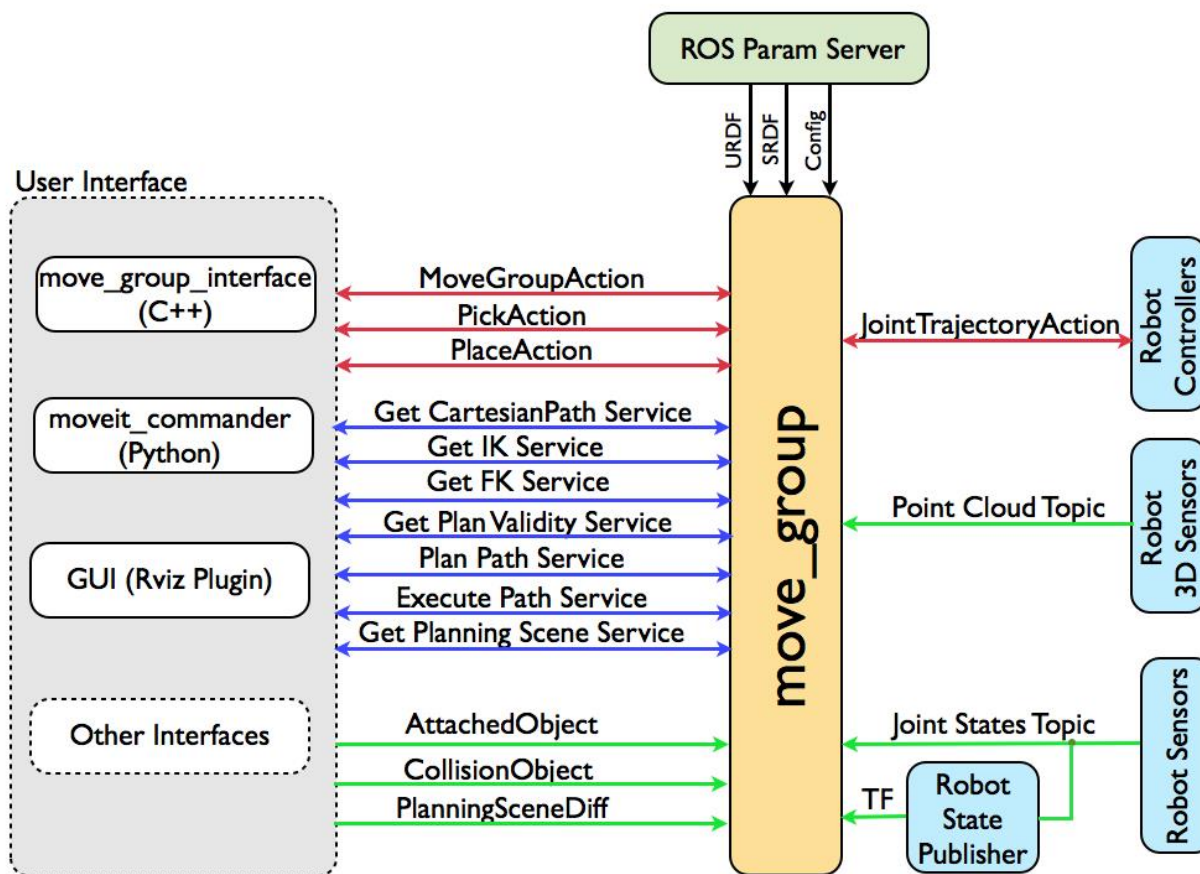 ROS Param Server
URDF
SRDF
Config
User Interface
move_group_interface
(C++)
moveit_commander
(Python)
GUI (Rviz Plugin)
Other Interfaces
MoveGroupAction
PickAction
PlaceAction
Get CartesianPath Service
Get IK Service
Get FK Service
Get Plan Validity Service
Plan Path Service
Execute Path Service
Get Planning Scene Service
AttachedObject
CollisionObject
PlanningSceneDiff
move_group
JointTrajectoryAction
Robot
Controllers
Point Cloud Topic
Robot
3D Sensors
Joint States Topic
TF
Robot
State
Publisher
Robot Sensors